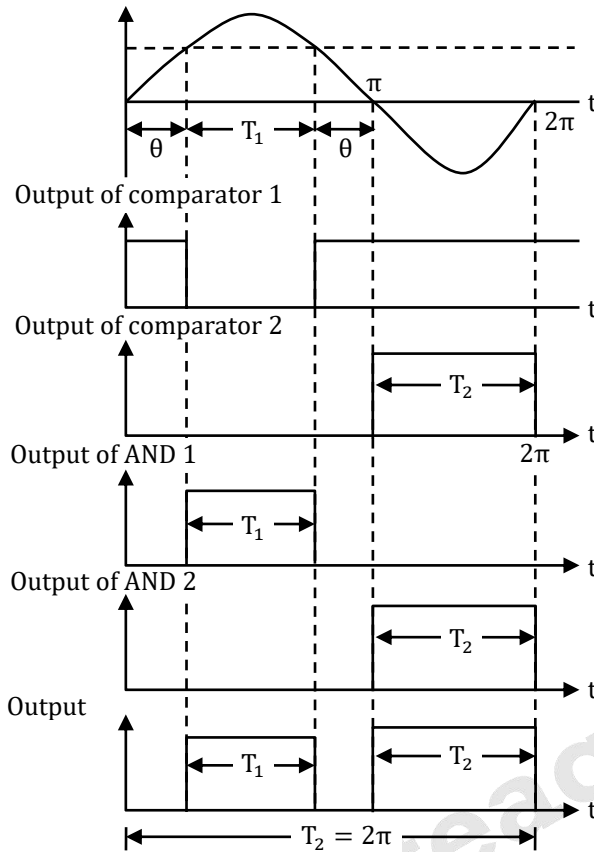 π
t
2π
θ
T₁
θ
Output of comparator 1
t
Output of comparator 2
T₂
t
Output of AND 1
2π
T₁
t
Output of AND 2
T₂
t
Output
T₁
T₂
t
T₂ = 2π